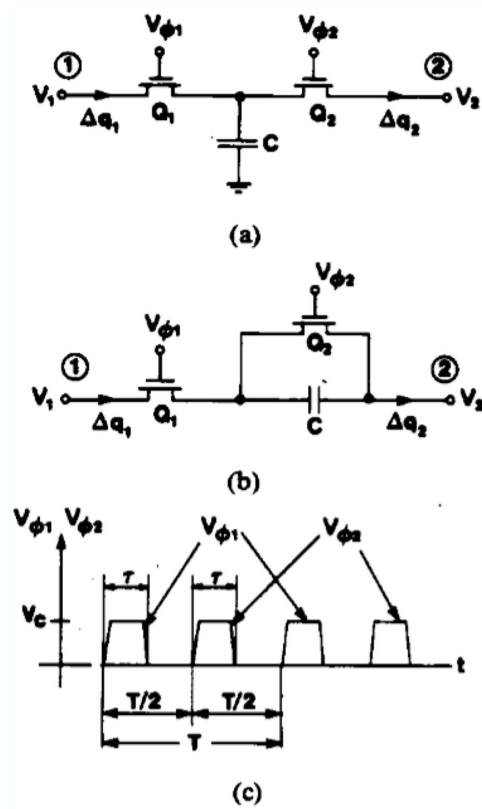 Vϕ1 Vϕ2
① ②
V1 Δq1 Q1 Q2 Δq2 V2
C
(a)
Vϕ2
Vϕ1 Q2
① ②
V1 Δq1 Q1 C Δq2 V2
(b)
Vϕ1 Vϕ2 Vϕ1 Vϕ2
τ τ
VC
t
T/2 T/2
T
(c)